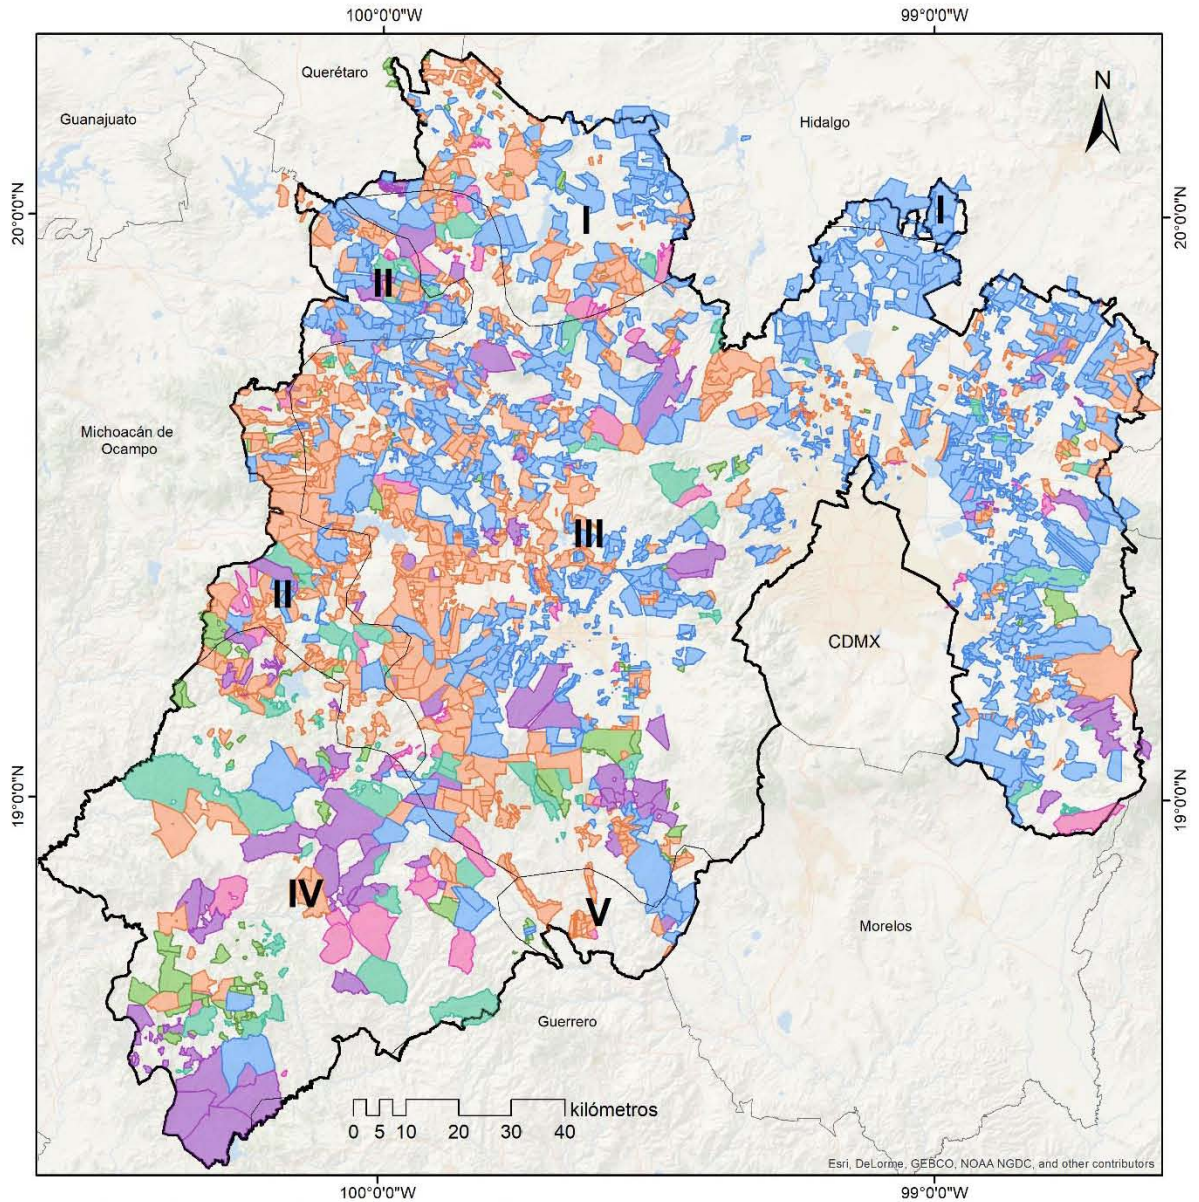 100°0'0"W
99°0'0"W
Querétaro
N
Guanajuato
Hidalgo
20°0'0"N
I
I
20°0'0"N
II
Michoacán de
Ocampo
III
II
CDMX
19°0'0"N
19°0'0"N
IV
V
Morelos
Guerrero
kilómetros
0 5 10 20 30 40
Esri, DeLorme, GEBCO, NOAA NGDC, and other contributors
100°0'0"W
99°0'0"W